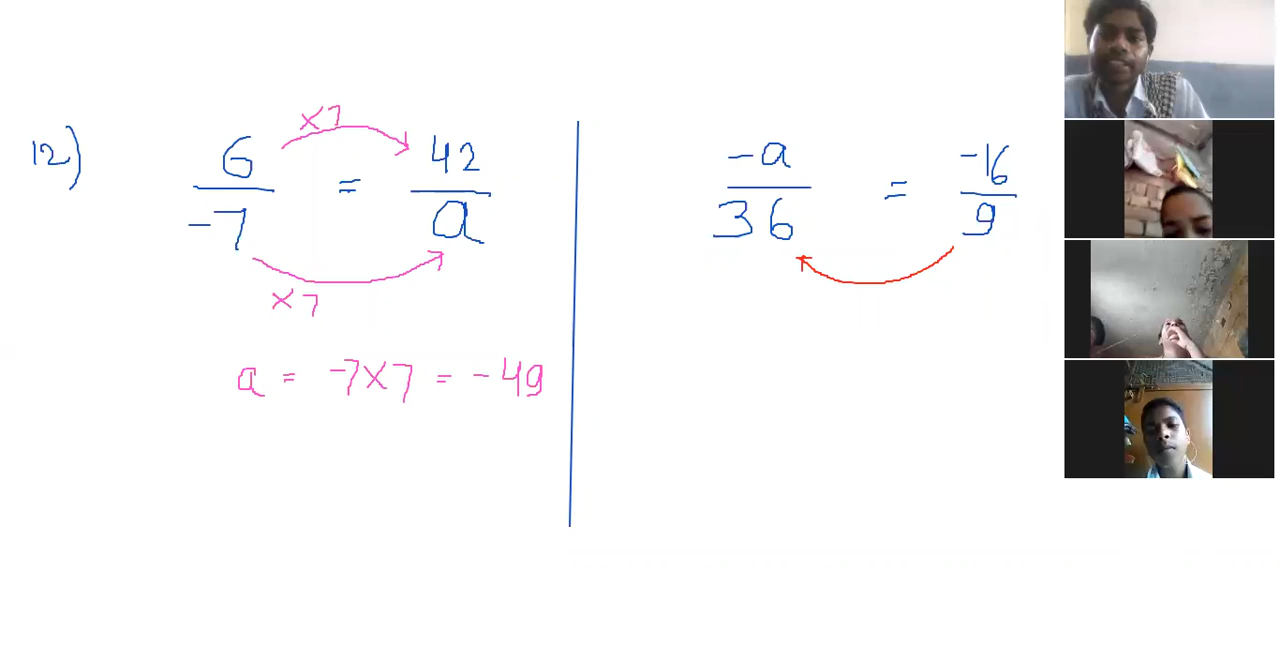 12) 6/-7 = 42/a
×7
×7
a = -7×7 = -49
-a/36 = -16/9